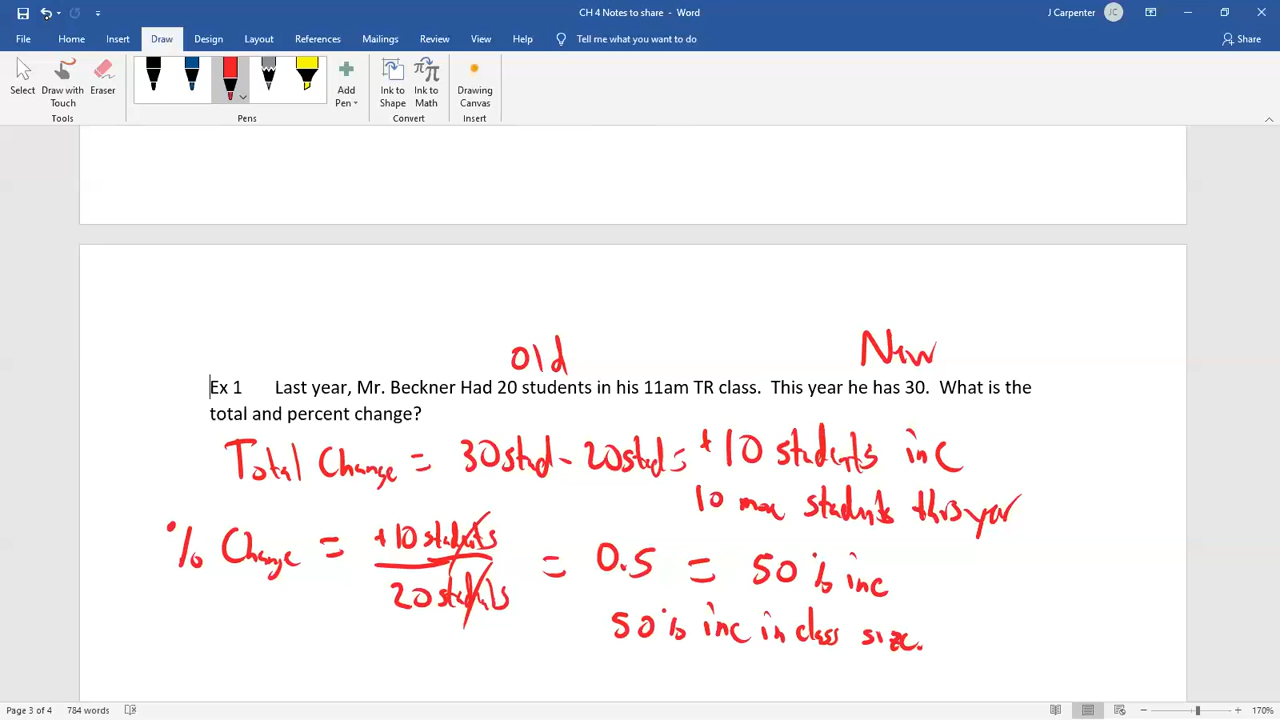 CH 4 Notes to share - Word
J Carpenter JC
File Home Insert Draw Design Layout References Mailings Review View Help Tell me what you want to do Share
Select Draw with Touch Eraser Add Pen Ink to Shape Ink to Math Drawing Canvas
Tools Pens Convert Insert
Old New
Ex 1 Last year, Mr. Beckner Had 20 students in his 11am TR class. This year he has 30. What is the
total and percent change?
Total Change = 30 stud - 20 stud = +10 students inc
10 more students this year
% Change = +10 students / 20 students = 0.5 = 50% inc
50% inc in class size.
Page 3 of 4 784 words 170%